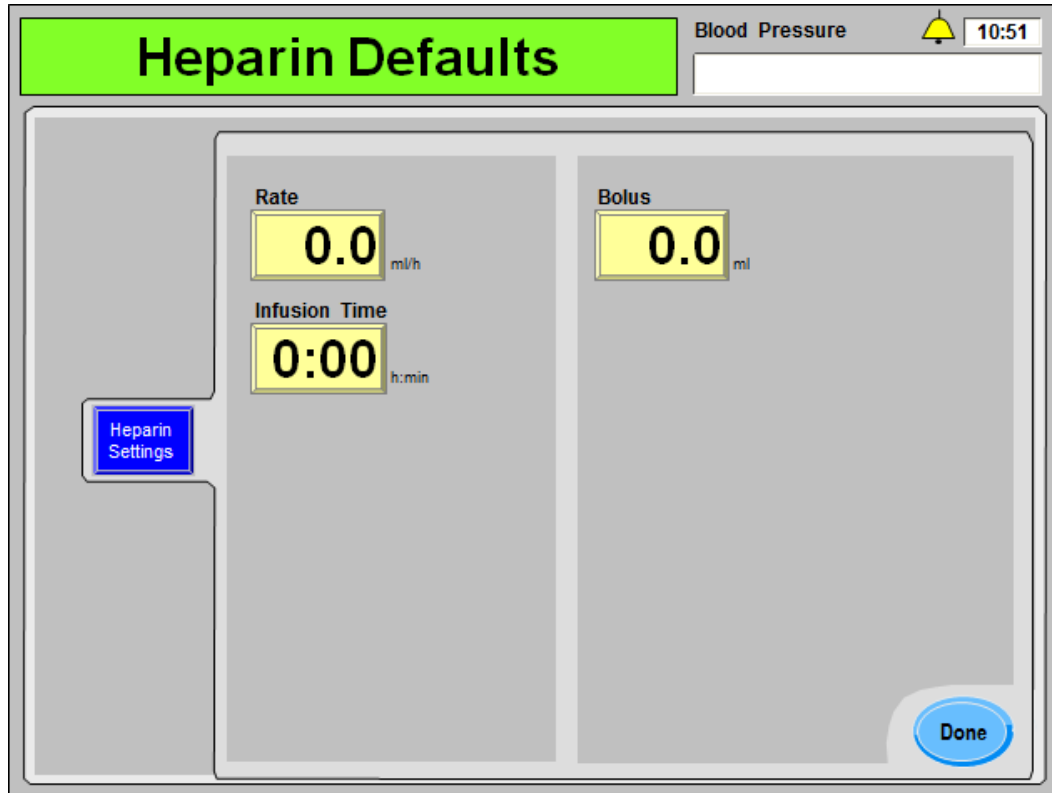 Heparin Defaults
Blood Pressure
10:51
Rate
0.0 ml/h
Infusion Time
0:00 h:min
Bolus
0.0 ml
Heparin
Settings
Done